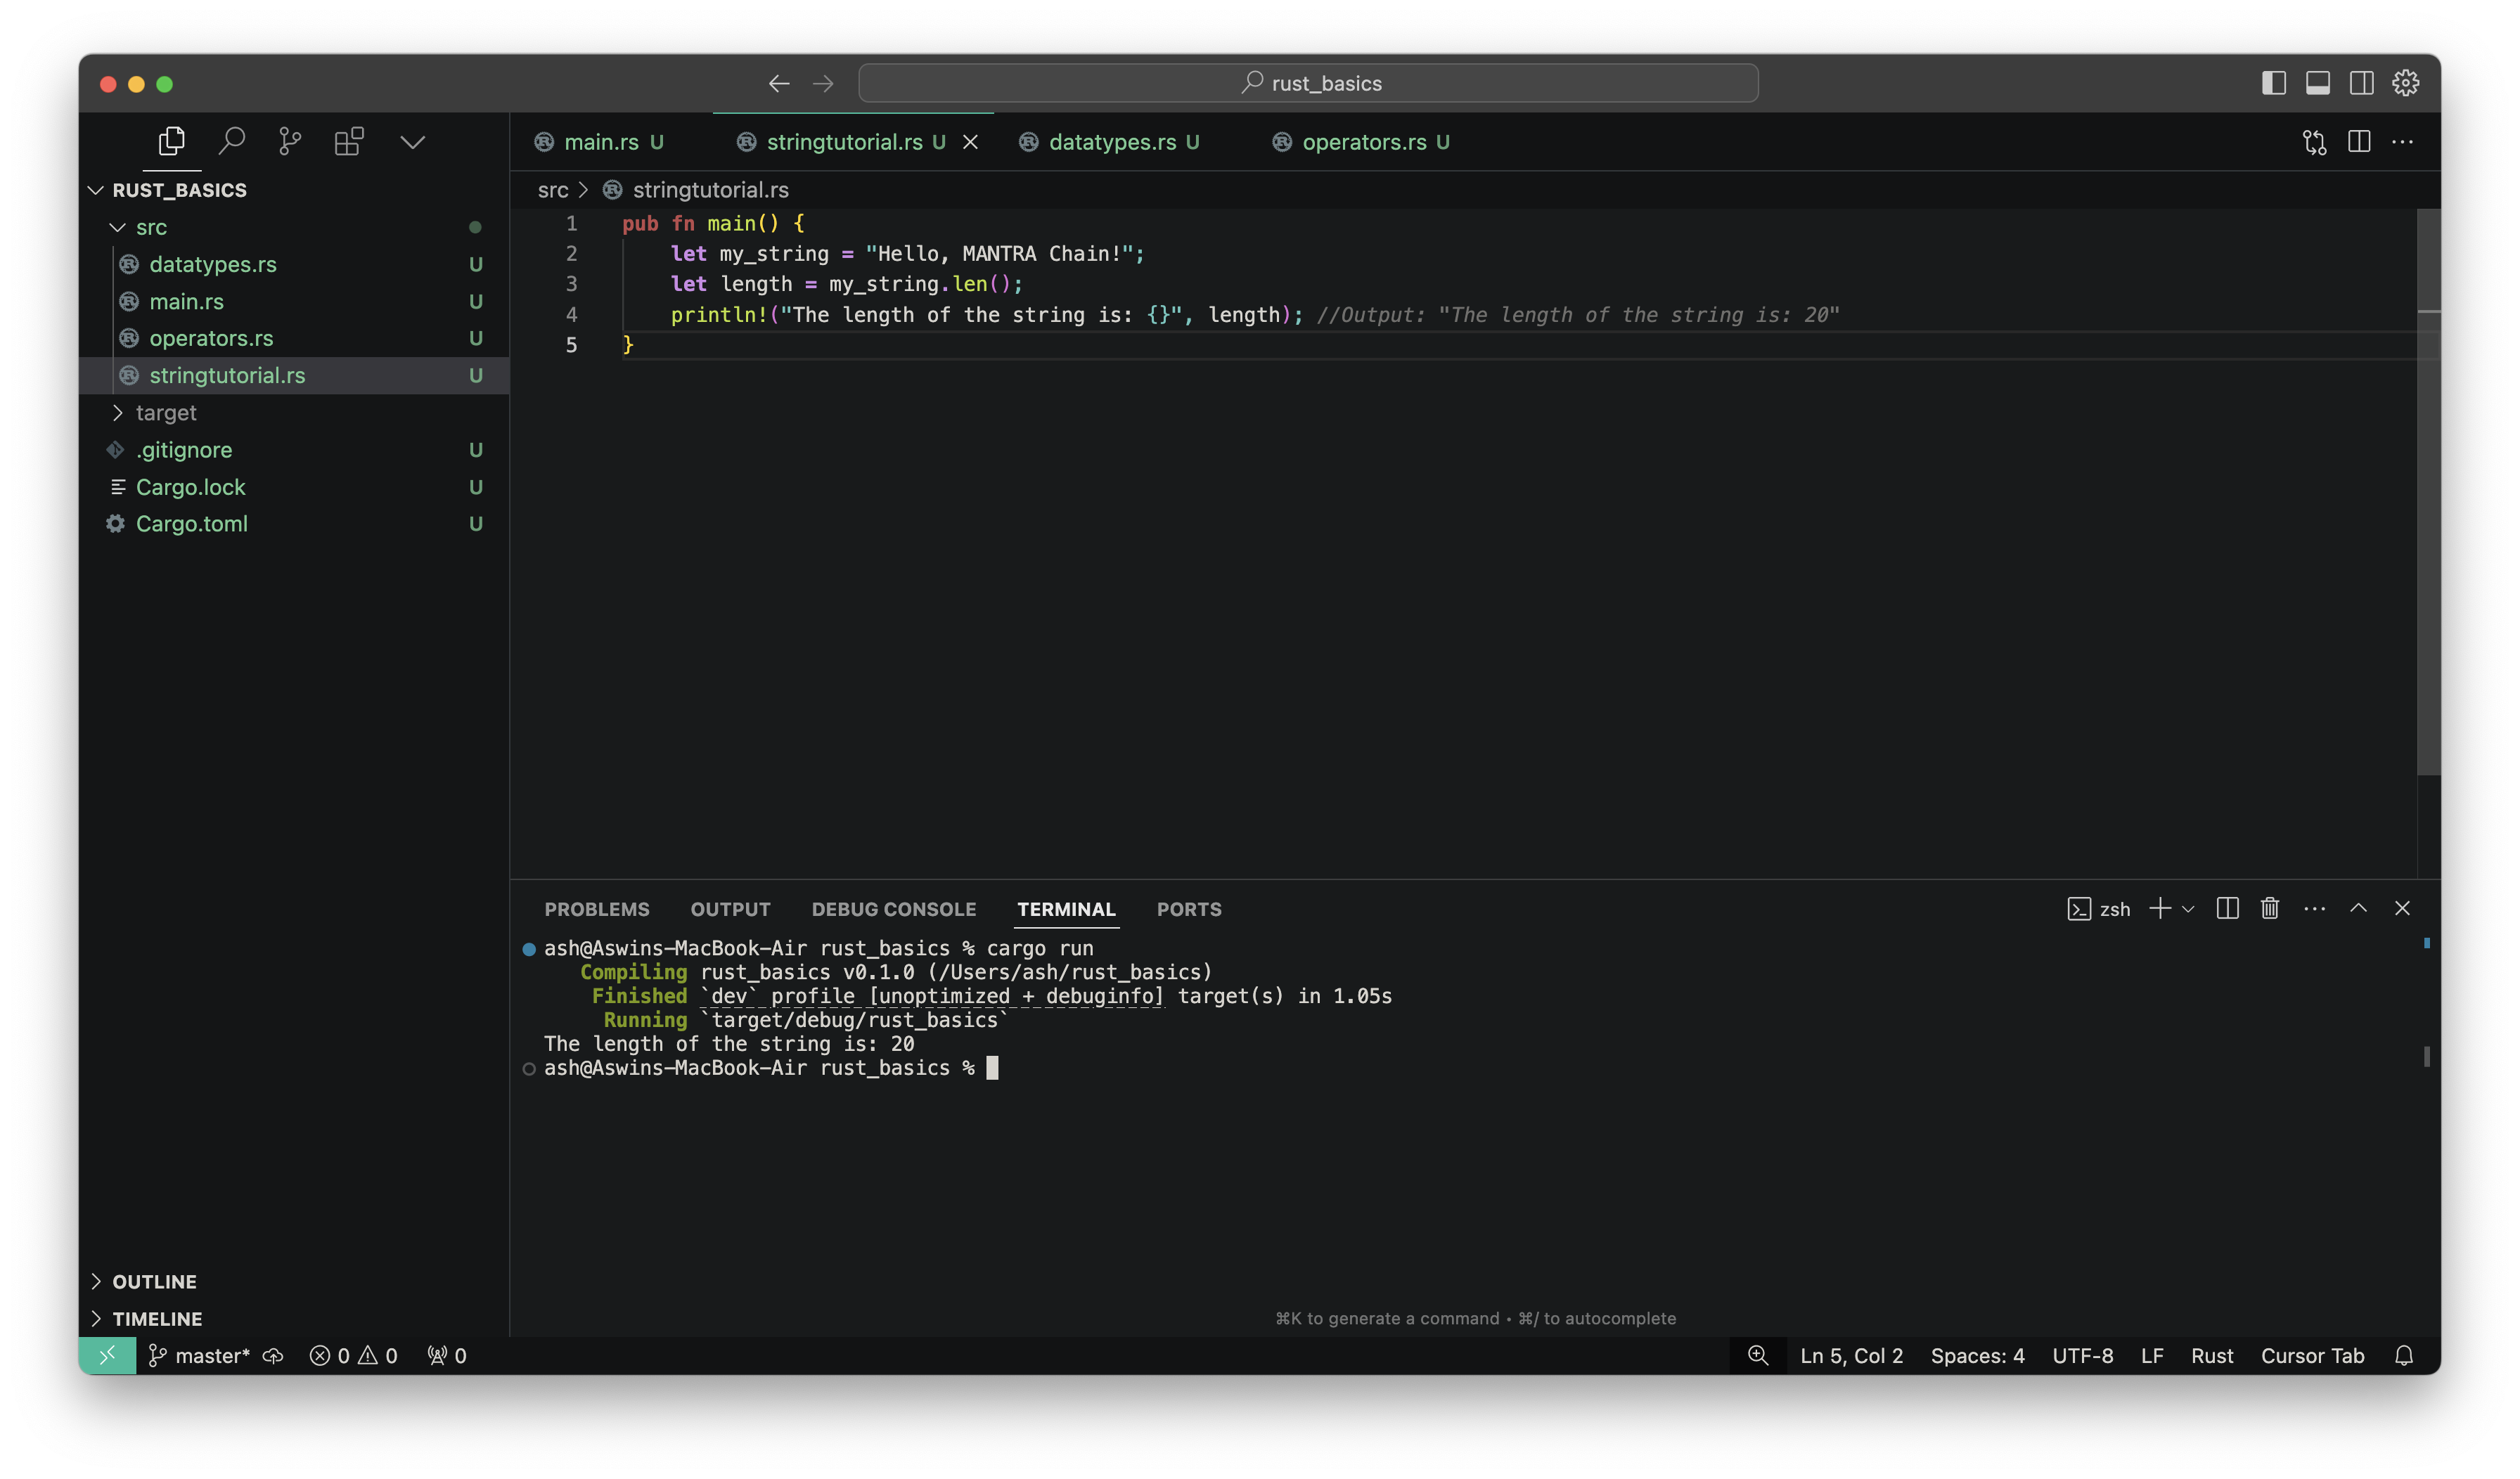 rust_basics
main.rs U
stringtutorial.rs U
datatypes.rs U
operators.rs U
RUST_BASICS
src
datatypes.rs U
main.rs U
operators.rs U
stringtutorial.rs U
target
.gitignore U
Cargo.lock U
Cargo.toml U
OUTLINE
TIMELINE
src > stringtutorial.rs
1 pub fn main() {
2 let my_string = "Hello, MANTRA Chain!";
3 let length = my_string.len();
4 println!("The length of the string is: {}", length); //Output: "The length of the string is: 20"
5 }
PROBLEMS OUTPUT DEBUG CONSOLE TERMINAL PORTS zsh
ash@Aswins-MacBook-Air rust_basics % cargo run
Compiling rust_basics v0.1.0 (/Users/ash/rust_basics)
Finished `dev` profile [unoptimized + debuginfo] target(s) in 1.05s
Running `target/debug/rust_basics`
The length of the string is: 20
ash@Aswins-MacBook-Air rust_basics %
⌘K to generate a command • ⌘/ to autocomplete
master* 0 0 0 Ln 5, Col 2 Spaces: 4 UTF-8 LF Rust Cursor Tab